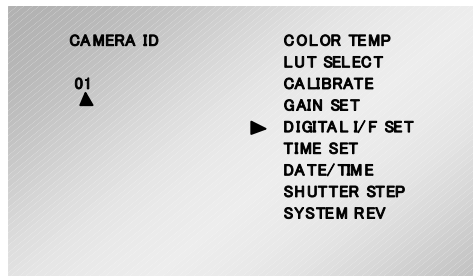 CAMERA ID
01
COLOR TEMP
LUT SELECT
CALIBRATE
GAIN SET
DIGITAL I/F SET
TIME SET
DATE/TIME
SHUTTER STEP
SYSTEM REV